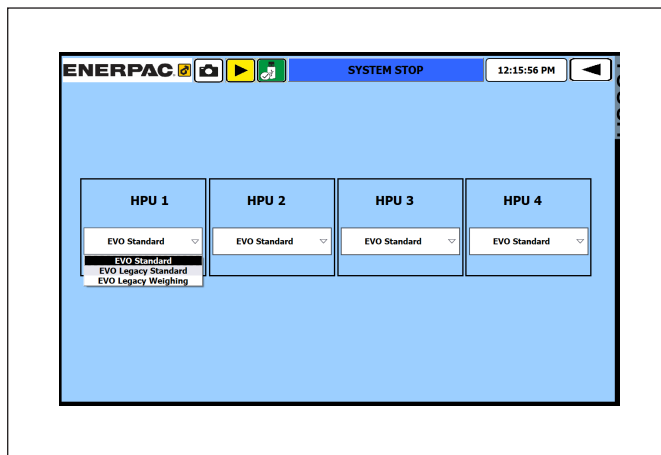 ENERPAC
SYSTEM STOP
12:15:56 PM
HPU 1
HPU 2
HPU 3
HPU 4
EVO Standard
EVO Standard
EVO Standard
EVO Standard
EVO Standard
EVO Legacy Standard
EVO Legacy Weighing